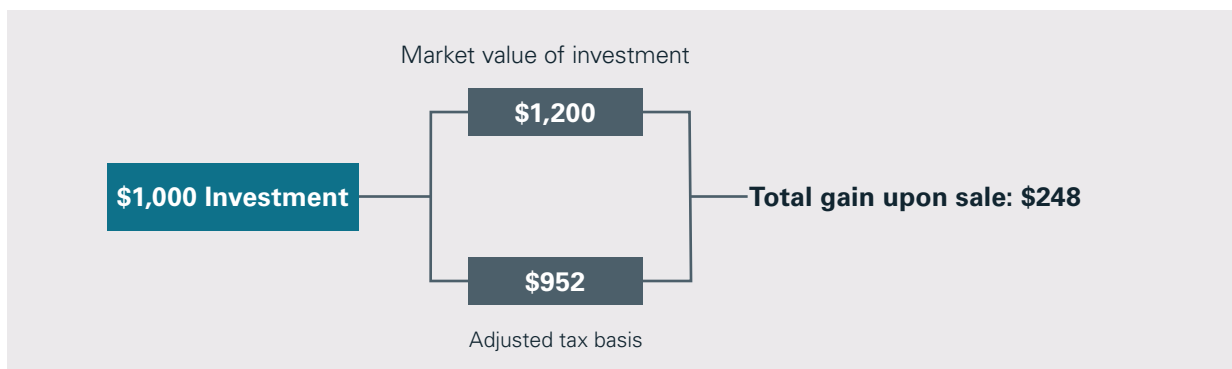 Market value of investment
$1,200
$1,000 Investment
Total gain upon sale: $248
$952
Adjusted tax basis